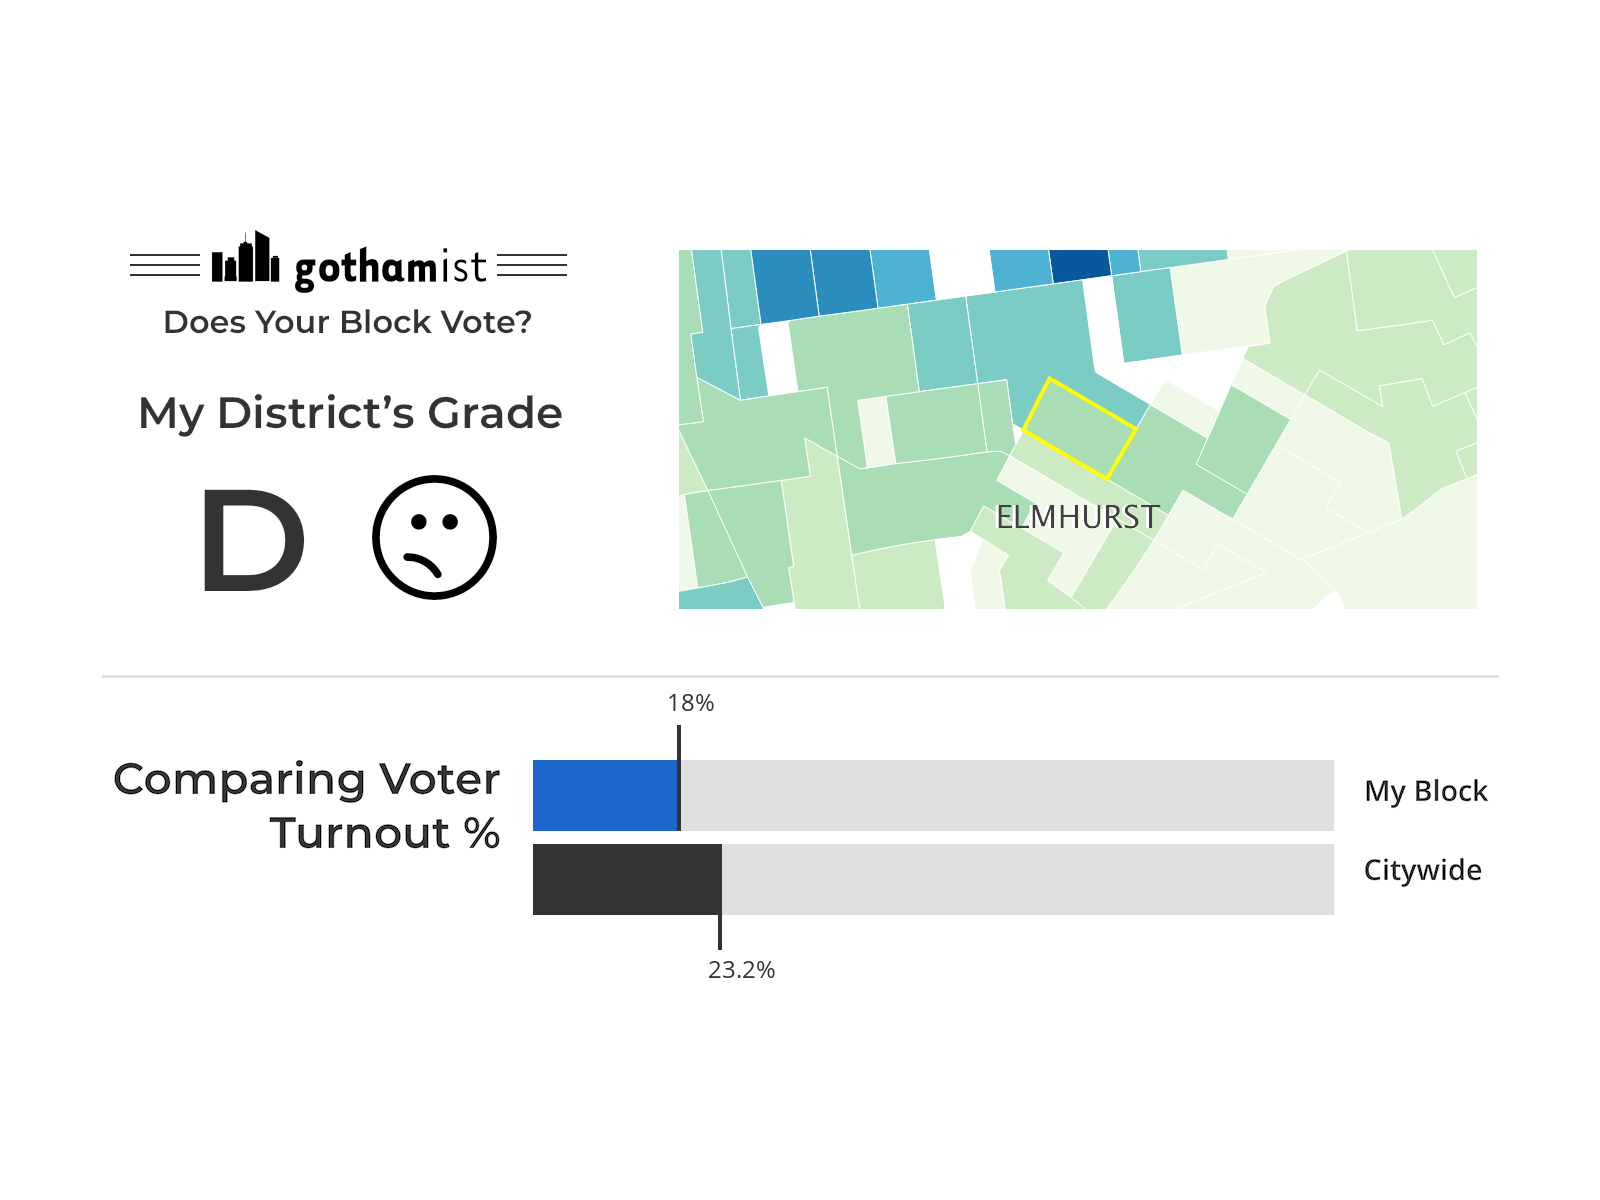 gothamist
Does Your Block Vote?
My District's Grade
D
ELMHURST
18%
Comparing Voter
Turnout %
My Block
Citywide
23.2%